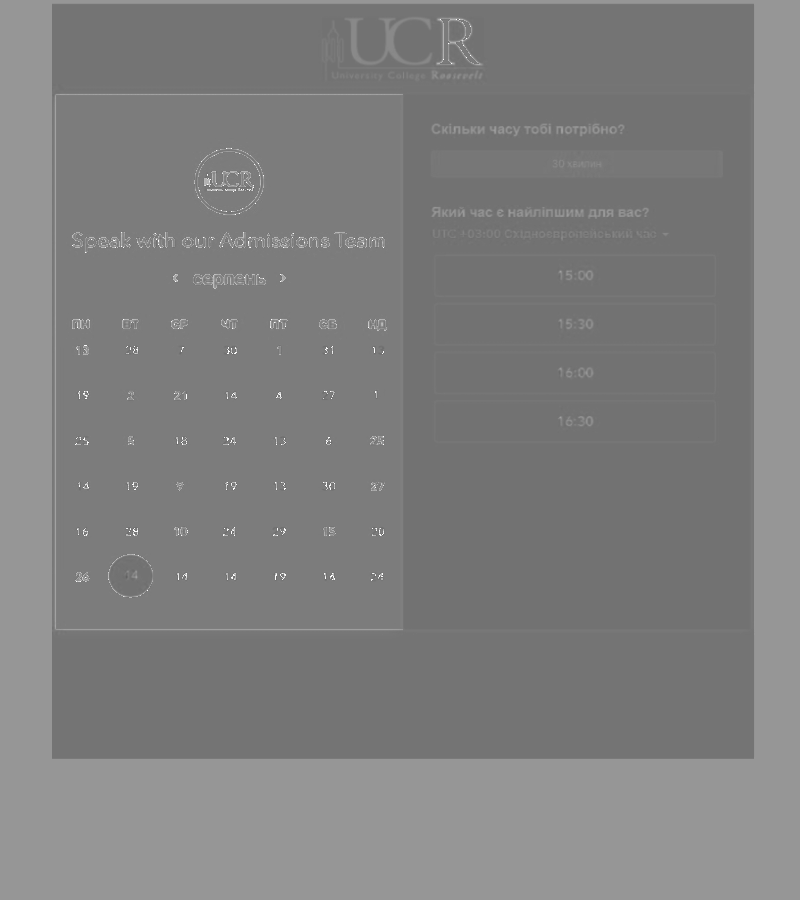 UCR
University College Roosevelt
UCR
Speak with our Admissions Team
серпень
ПН ВТ СР ЧТ ПТ СБ НД
13 28 7 30 1 31 13
19 2 21 14 4 27 1
25 5 18 24 13 6 25
14 19 9 19 13 30 27
16 28 10 24 29 15 20
26 14 14 14 19 14 24
Скільки часу тобі потрібно?
30 хвилин
Який час є найліпшим для вас?
UTC +03:00 Східноєвропейський час
15:00
15:30
16:00
16:30